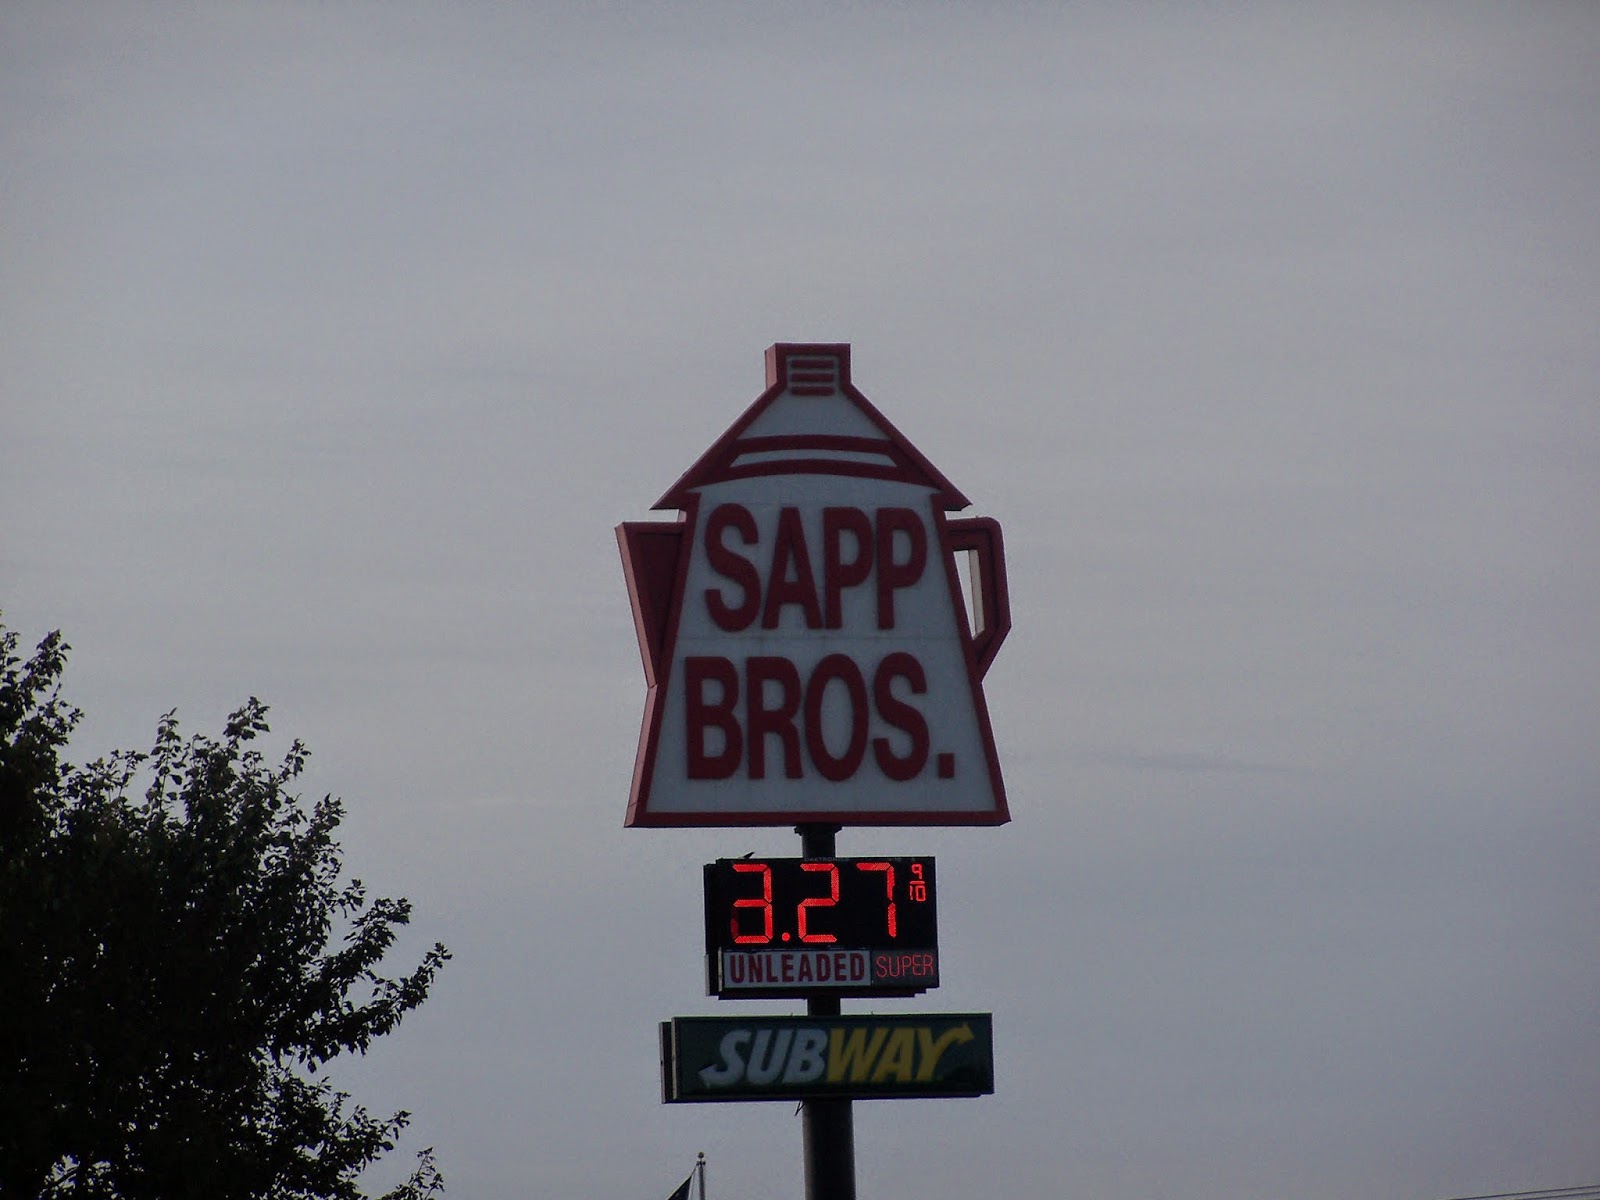 SAPP
BROS.
3.27 9/10
UNLEADED SUPER
SUBWAY